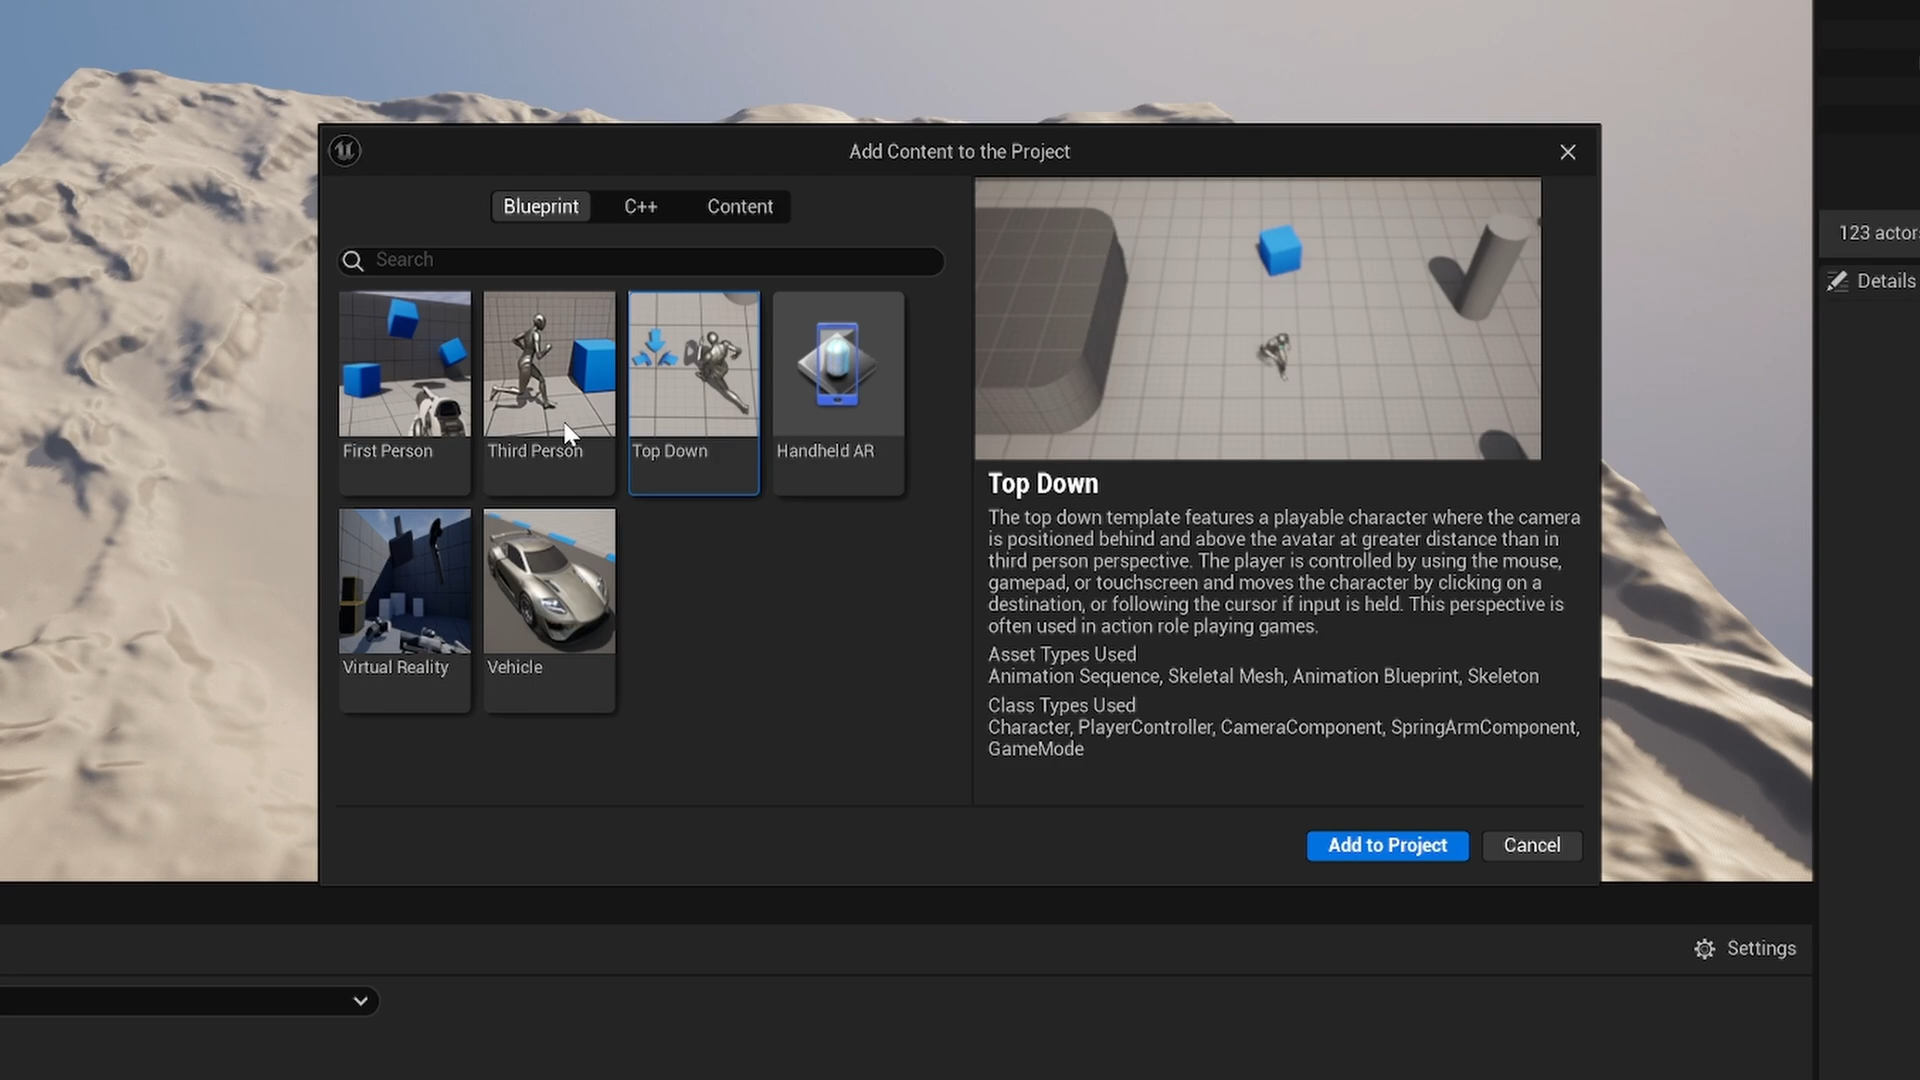 Add Content to the Project
Blueprint
C++
Content
Search
First Person
Third Person
Top Down
Handheld AR
Virtual Reality
Vehicle
Top Down
The top down template features a playable character where the camera
is positioned behind and above the avatar at greater distance than in
third person perspective. The player is controlled by using the mouse,
gamepad, or touchscreen and moves the character by clicking on a
destination, or following the cursor if input is held. This perspective is
often used in action role playing games.
Asset Types Used
Animation Sequence, Skeletal Mesh, Animation Blueprint, Skeleton
Class Types Used
Character, PlayerController, CameraComponent, SpringArmComponent,
GameMode
Add to Project
Cancel
123 actor
Details
Settings